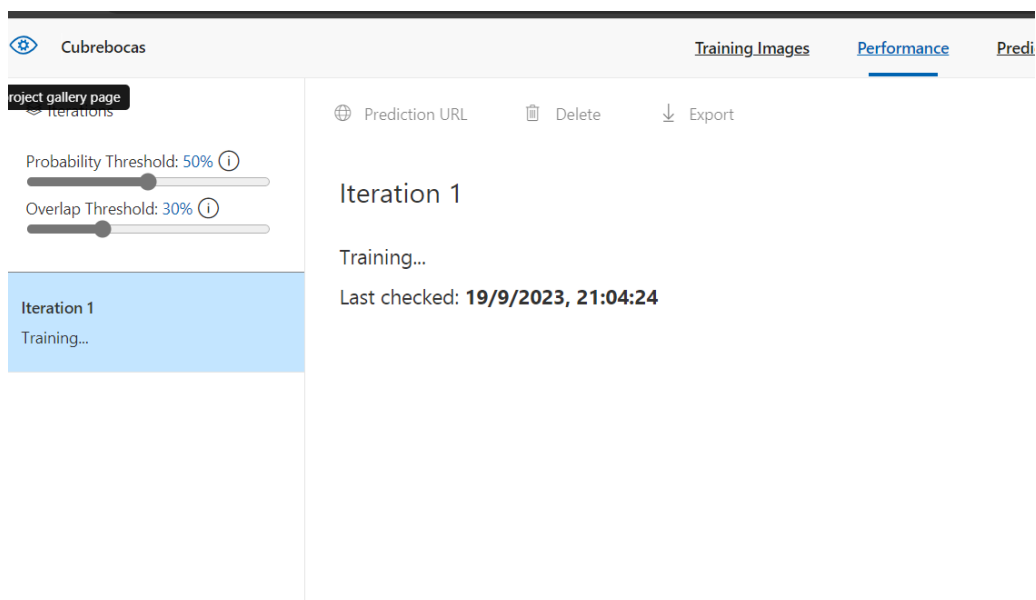 Cubrebocas
Training Images
Performance
Predi
roject gallery page
Iterations
Prediction URL
Delete
Export
Probability Threshold: 50%
Overlap Threshold: 30%
Iteration 1
Training...
Iteration 1
Training...
Last checked: 19/9/2023, 21:04:24